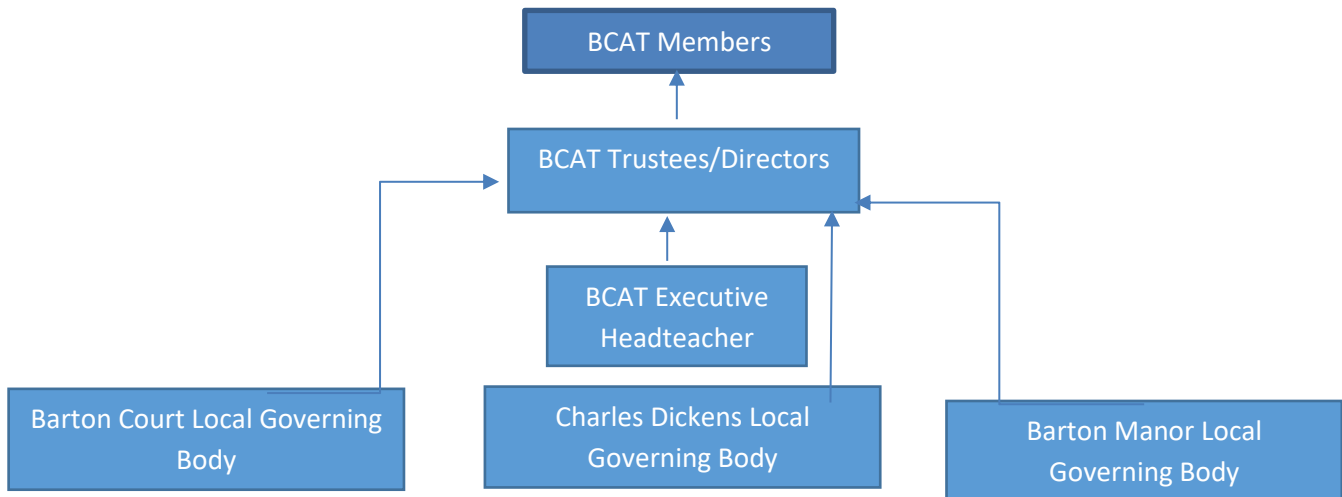 BCAT Members
BCAT Trustees/Directors
BCAT Executive
Headteacher
Barton Court Local Governing
Body
Charles Dickens Local
Governing Body
Barton Manor Local
Governing Body